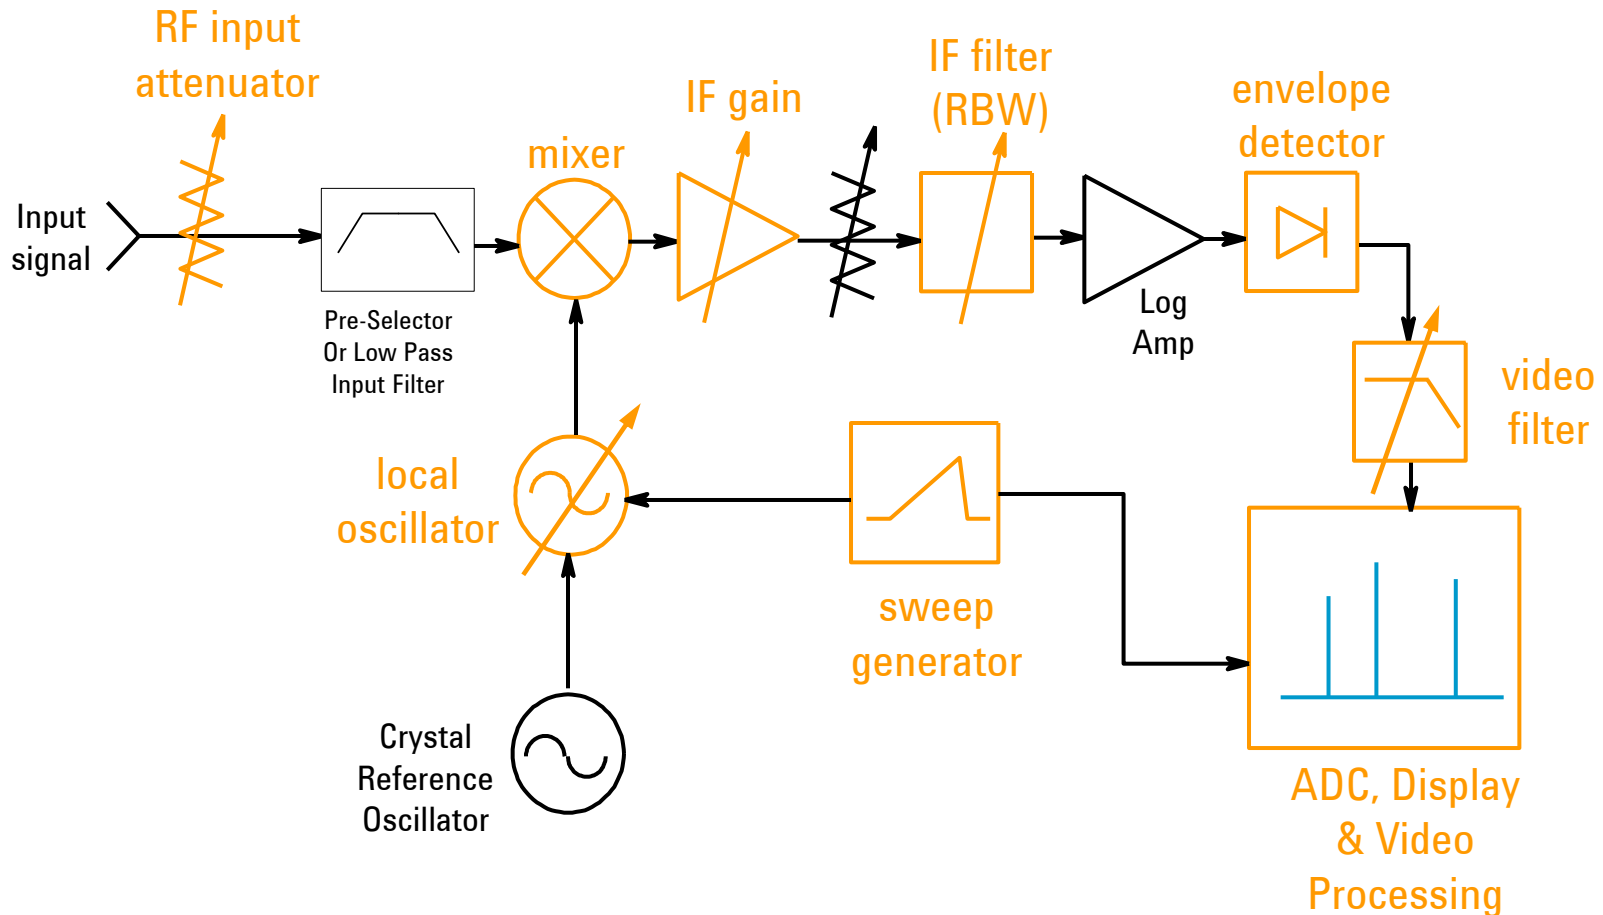 RF input
attenuator
IF gain
IF filter
(RBW)
envelope
detector
mixer
Input
signal
Pre-Selector
Or Low Pass
Input Filter
Log
Amp
video
filter
local
oscillator
sweep
generator
Crystal
Reference
Oscillator
ADC, Display
& Video
Processing